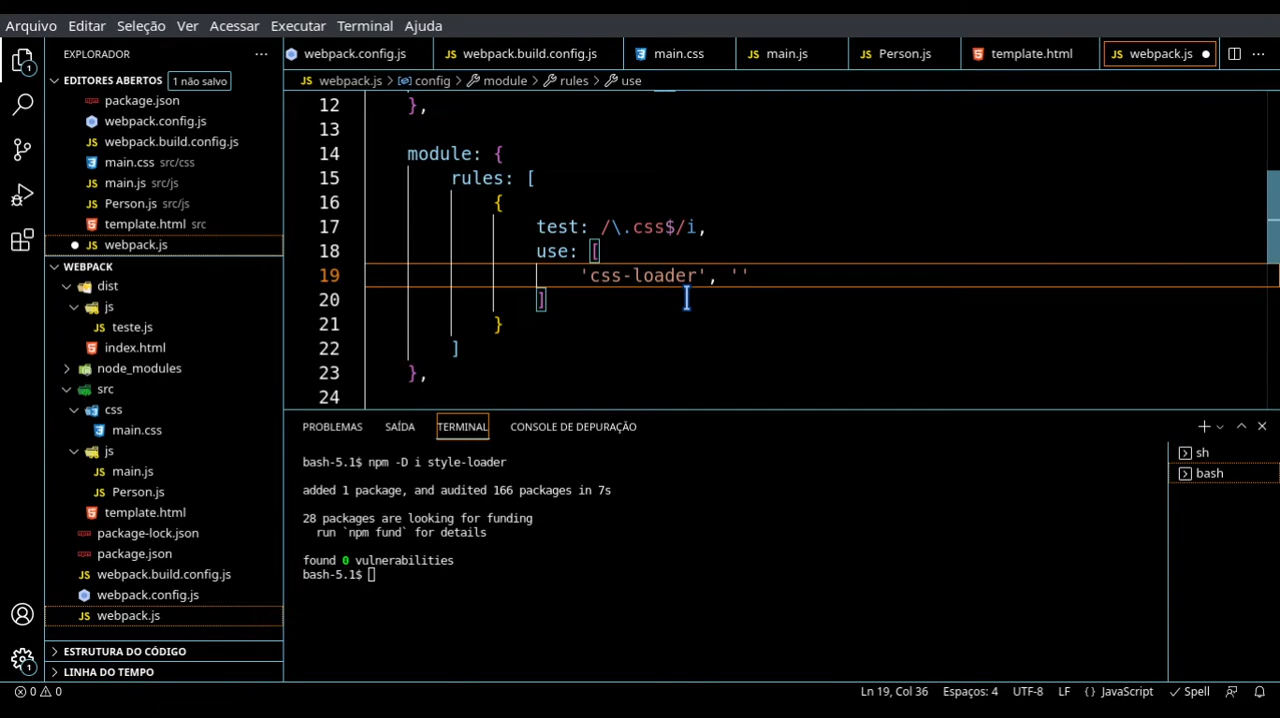 Arquivo Editar Seleção Ver Acessar Executar Terminal Ajuda
EXPLORADOR
webpack.config.js webpack.build.config.js main.css main.js Person.js template.html webpack.js
EDITORES ABERTOS 1 não salvo
package.json
webpack.config.js
webpack.build.config.js
main.css src/css
main.js src/js
Person.js src/js
template.html src
webpack.js
WEBPACK
dist
js
teste.js
index.html
node_modules
src
css
main.css
js
main.js
Person.js
template.html
package-lock.json
package.json
webpack.build.config.js
webpack.config.js
webpack.js
ESTRUTURA DO CÓDIGO
LINHA DO TEMPO
webpack.js > config > module > rules > use
12 },
13
14 module: {
15 rules: [
16 {
17 test: /\.css$/i,
18 use: [
19 'css-loader', ''
20 ]
21 }
22 ]
23 },
24
PROBLEMAS SAÍDA TERMINAL CONSOLE DE DEPURAÇÃO
bash-5.1$ npm -D i style-loader
added 1 package, and audited 166 packages in 7s
28 packages are looking for funding
run `npm fund` for details
found 0 vulnerabilities
bash-5.1$
sh
bash
1
1
0 0 Ln 19, Col 36 Espaços: 4 UTF-8 LF {} JavaScript Spell